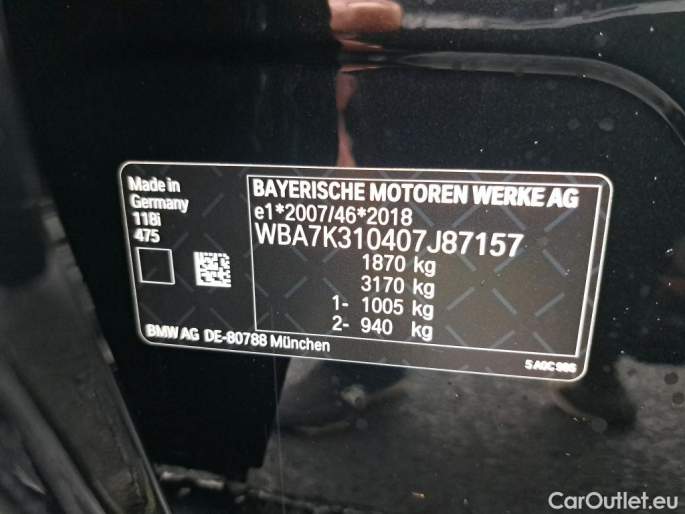 Made in
Germany
118i
475
BAYERISCHE MOTOREN WERKE AG
e1*2007/46*2018
WBA7K310407J87157
1870 kg
3170 kg
1- 1005 kg
2- 940 kg
BMW AG DE-80788 München
CarOutlet.eu